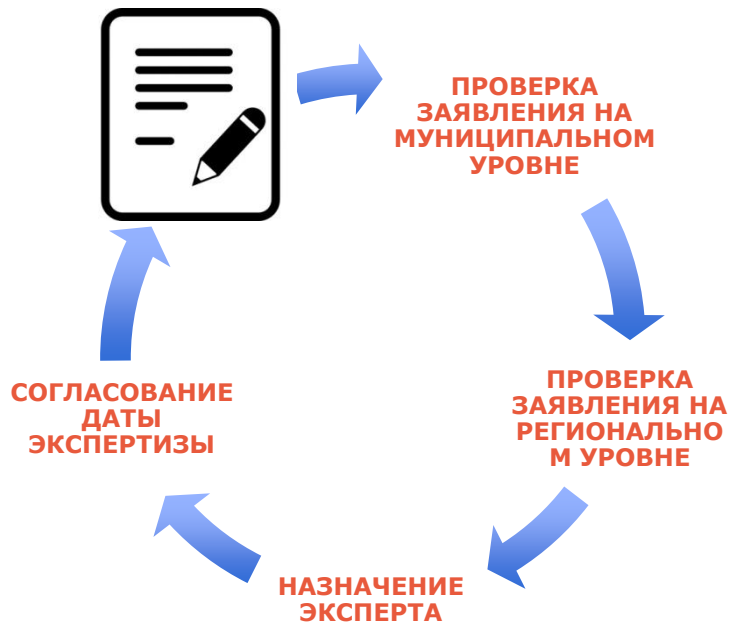 ПРОВЕРКА
ЗАЯВЛЕНИЯ НА
МУНИЦИПАЛЬНОМ
УРОВНЕ
ПРОВЕРКА
ЗАЯВЛЕНИЯ НА
РЕГИОНАЛЬНО
М УРОВНЕ
НАЗНАЧЕНИЕ
ЭКСПЕРТА
СОГЛАСОВАНИЕ
ДАТЫ
ЭКСПЕРТИЗЫ